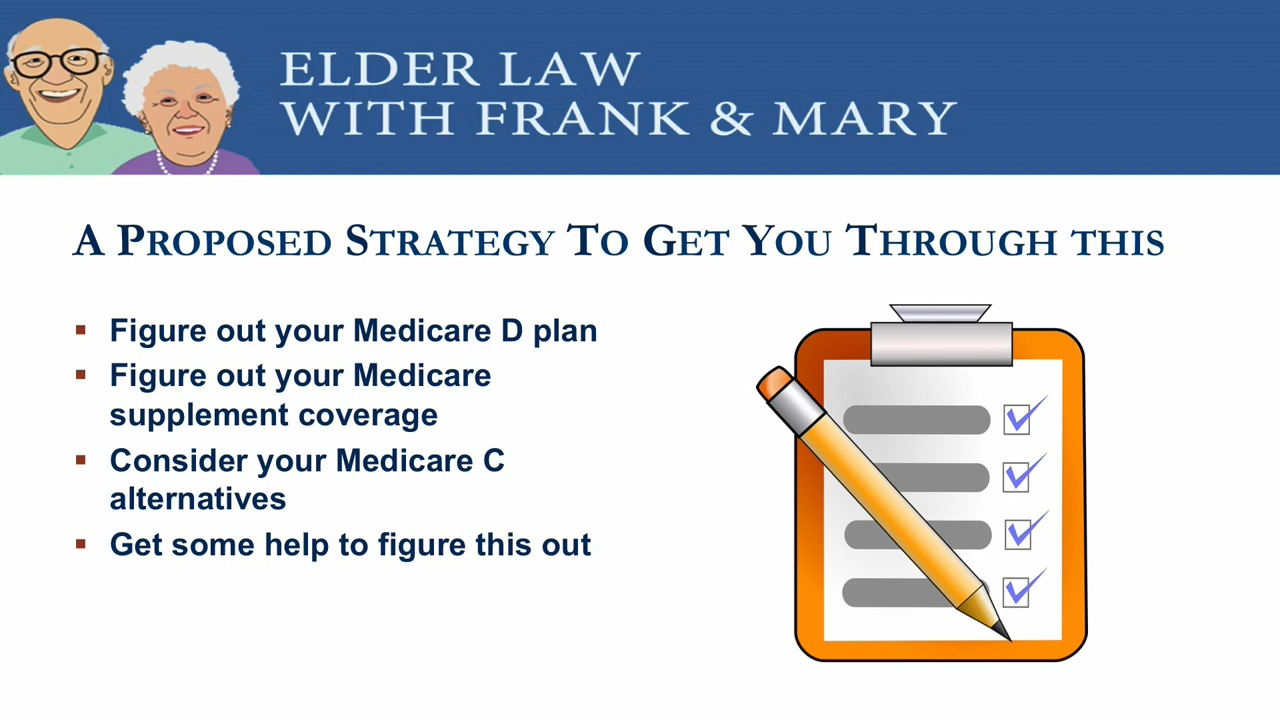 ELDER LAW
WITH FRANK & MARY
A PROPOSED STRATEGY TO GET YOU THROUGH THIS
▪ Figure out your Medicare D plan
▪ Figure out your Medicare
supplement coverage
▪ Consider your Medicare C
alternatives
▪ Get some help to figure this out